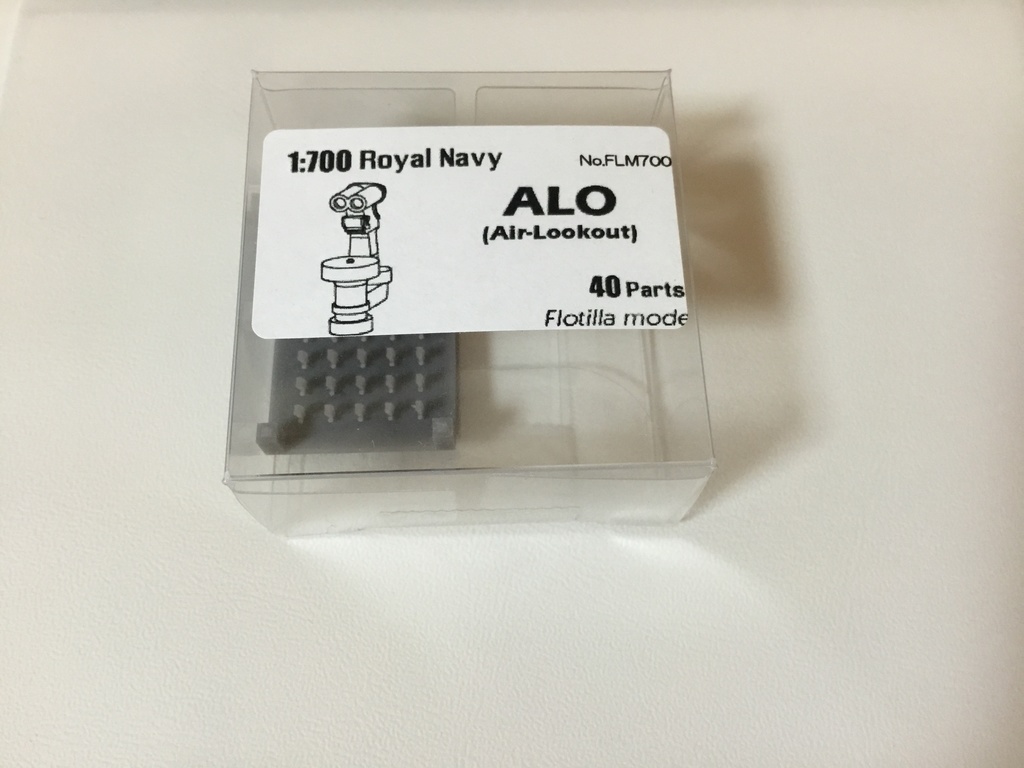 1:700 Royal Navy
No.FLM700
ALO
(Air-Lookout)
40 Parts
Flotilla mode